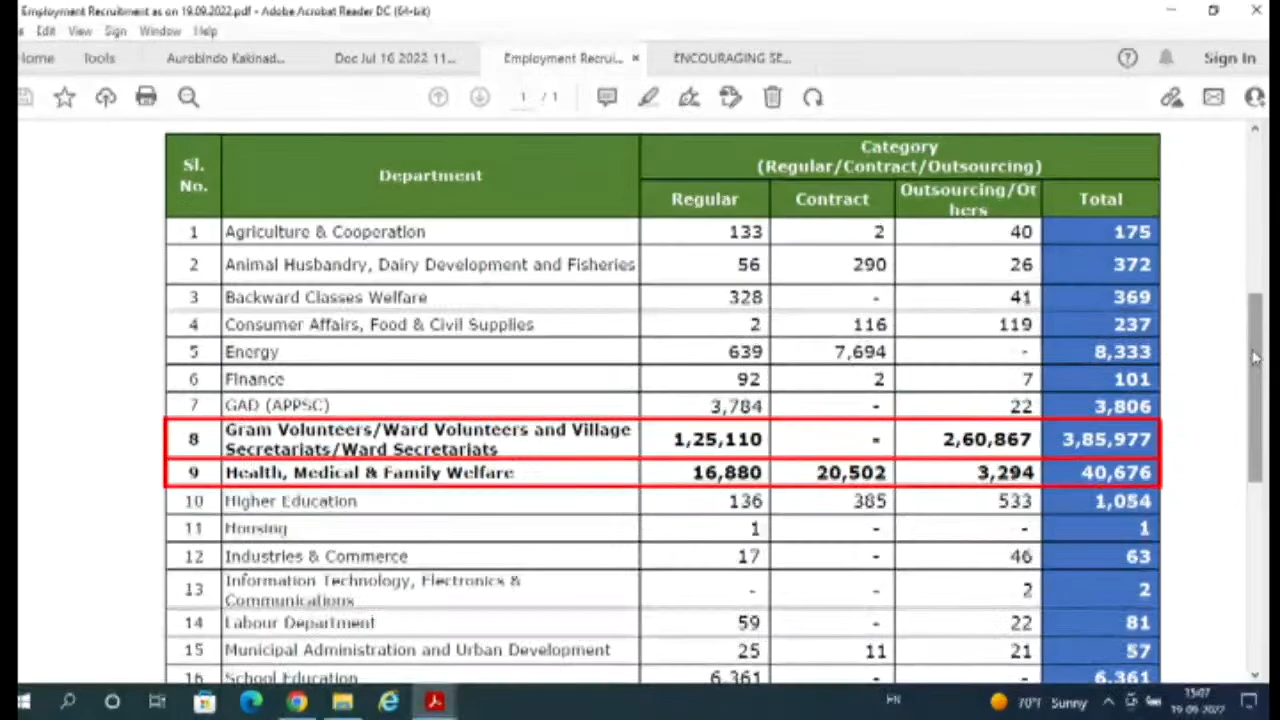 Employment Recruitment as on 19.09.2022.pdf - Adobe Acrobat Reader DC (64-bit)
Edit View Sign Window Help
Home Tools Aurobindo Kakinad... Doc Jul 16 2022 11... Employment Recrui... × ENCOURAGING SE... Sign In
1 / 1
Sl. No. Department Category (Regular/Contract/Outsourcing)
Regular Contract Outsourcing/Others Total
1 Agriculture & Cooperation 133 2 40 175
2 Animal Husbandry, Dairy Development and Fisheries 56 290 26 372
3 Backward Classes Welfare 328 - 41 369
4 Consumer Affairs, Food & Civil Supplies 2 116 119 237
5 Energy 639 7,694 - 8,333
6 Finance 92 2 7 101
7 GAD (APPSC) 3,784 - 22 3,806
8 Gram Volunteers/Ward Volunteers and Village Secretariats/Ward Secretariats 1,25,110 - 2,60,867 3,85,977
9 Health, Medical & Family Welfare 16,880 20,502 3,294 40,676
10 Higher Education 136 385 533 1,054
11 Housing 1 - - 1
12 Industries & Commerce 17 - 46 63
13 Information Technology, Electronics & Communications - - 2 2
14 Labour Department 59 - 22 81
15 Municipal Administration and Urban Development 25 11 21 57
16 School Education 6,361 - - 6,361
EN 70°F Sunny 15:07
19-09-2022